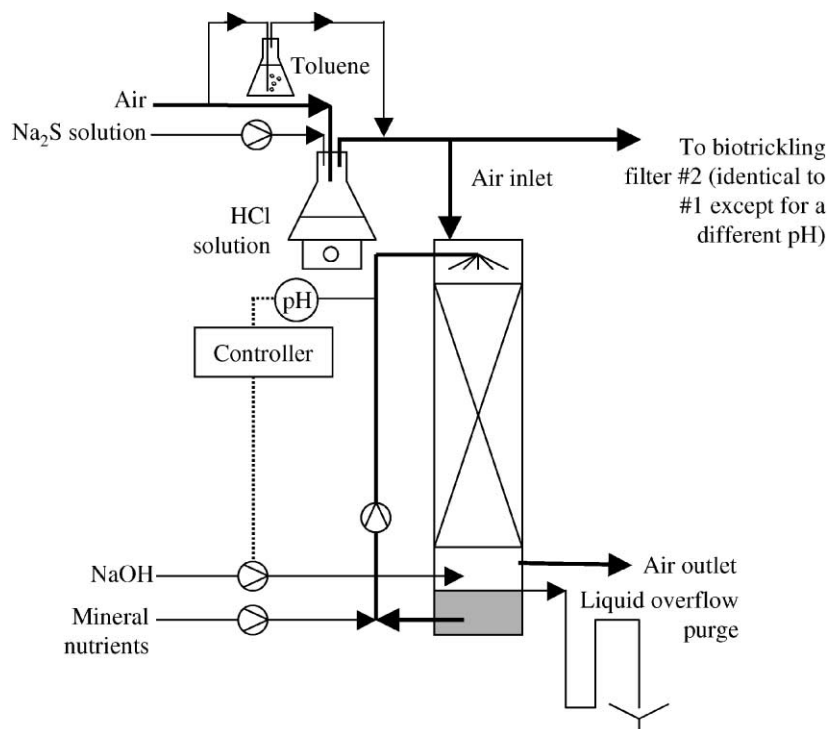 Toluene
Air
Na₂S solution
To biotrickling
filter #2 (identical to
#1 except for a
different pH)
Air inlet
HCl
solution
pH
Controller
NaOH
Air outlet
Mineral
nutrients
Liquid overflow
purge